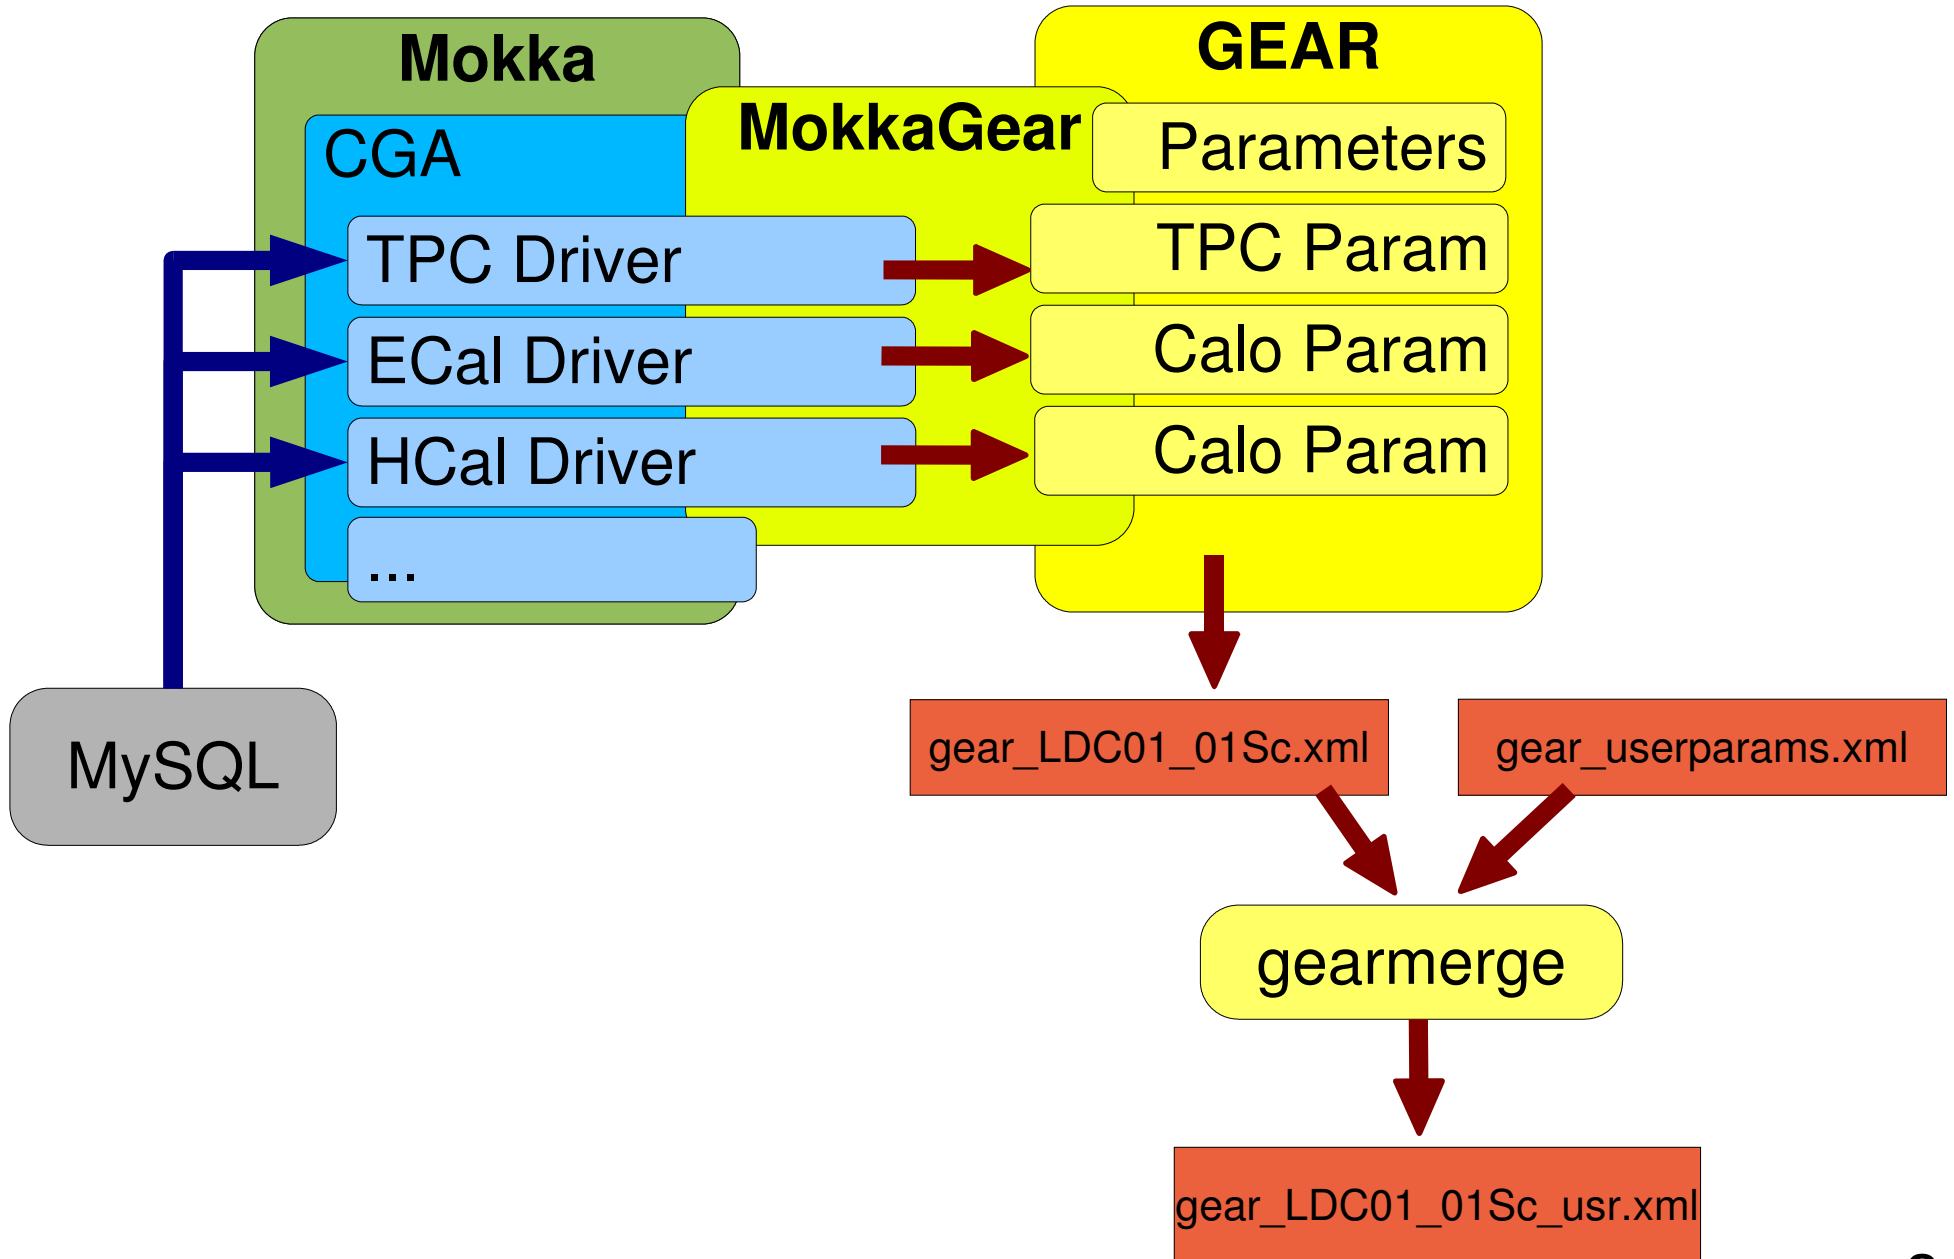 Mokka
GEAR
MokkaGear
CGA
Parameters
TPC Driver
TPC Param
ECal Driver
Calo Param
HCal Driver
Calo Param
...
MySQL
gear_LDC01_01Sc.xml
gear_userparams.xml
gearmerge
gear_LDC01_01Sc_usr.xml